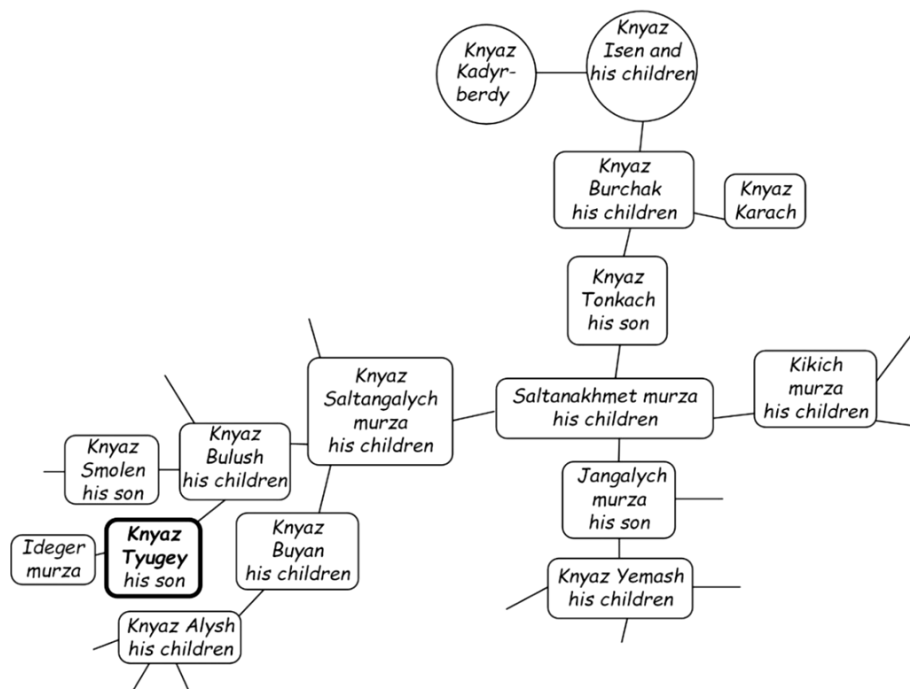 Knyaz
Kadyr-
berdy
Knyaz
Isen and
his children
Knyaz
Burchak
his children
Knyaz
Karach
Knyaz
Tonkach
his son
Knyaz
Saltangalych
murza
his children
Saltanakhmet murza
his children
Kikich
murza
his children
Knyaz
Smolen
his son
Knyaz
Bulush
his children
Jangalych
murza
his son
Ideger
murza
Knyaz
Tyugey
his son
Knyaz
Buyan
his children
Knyaz Yemash
his children
Knyaz Alysh
his children